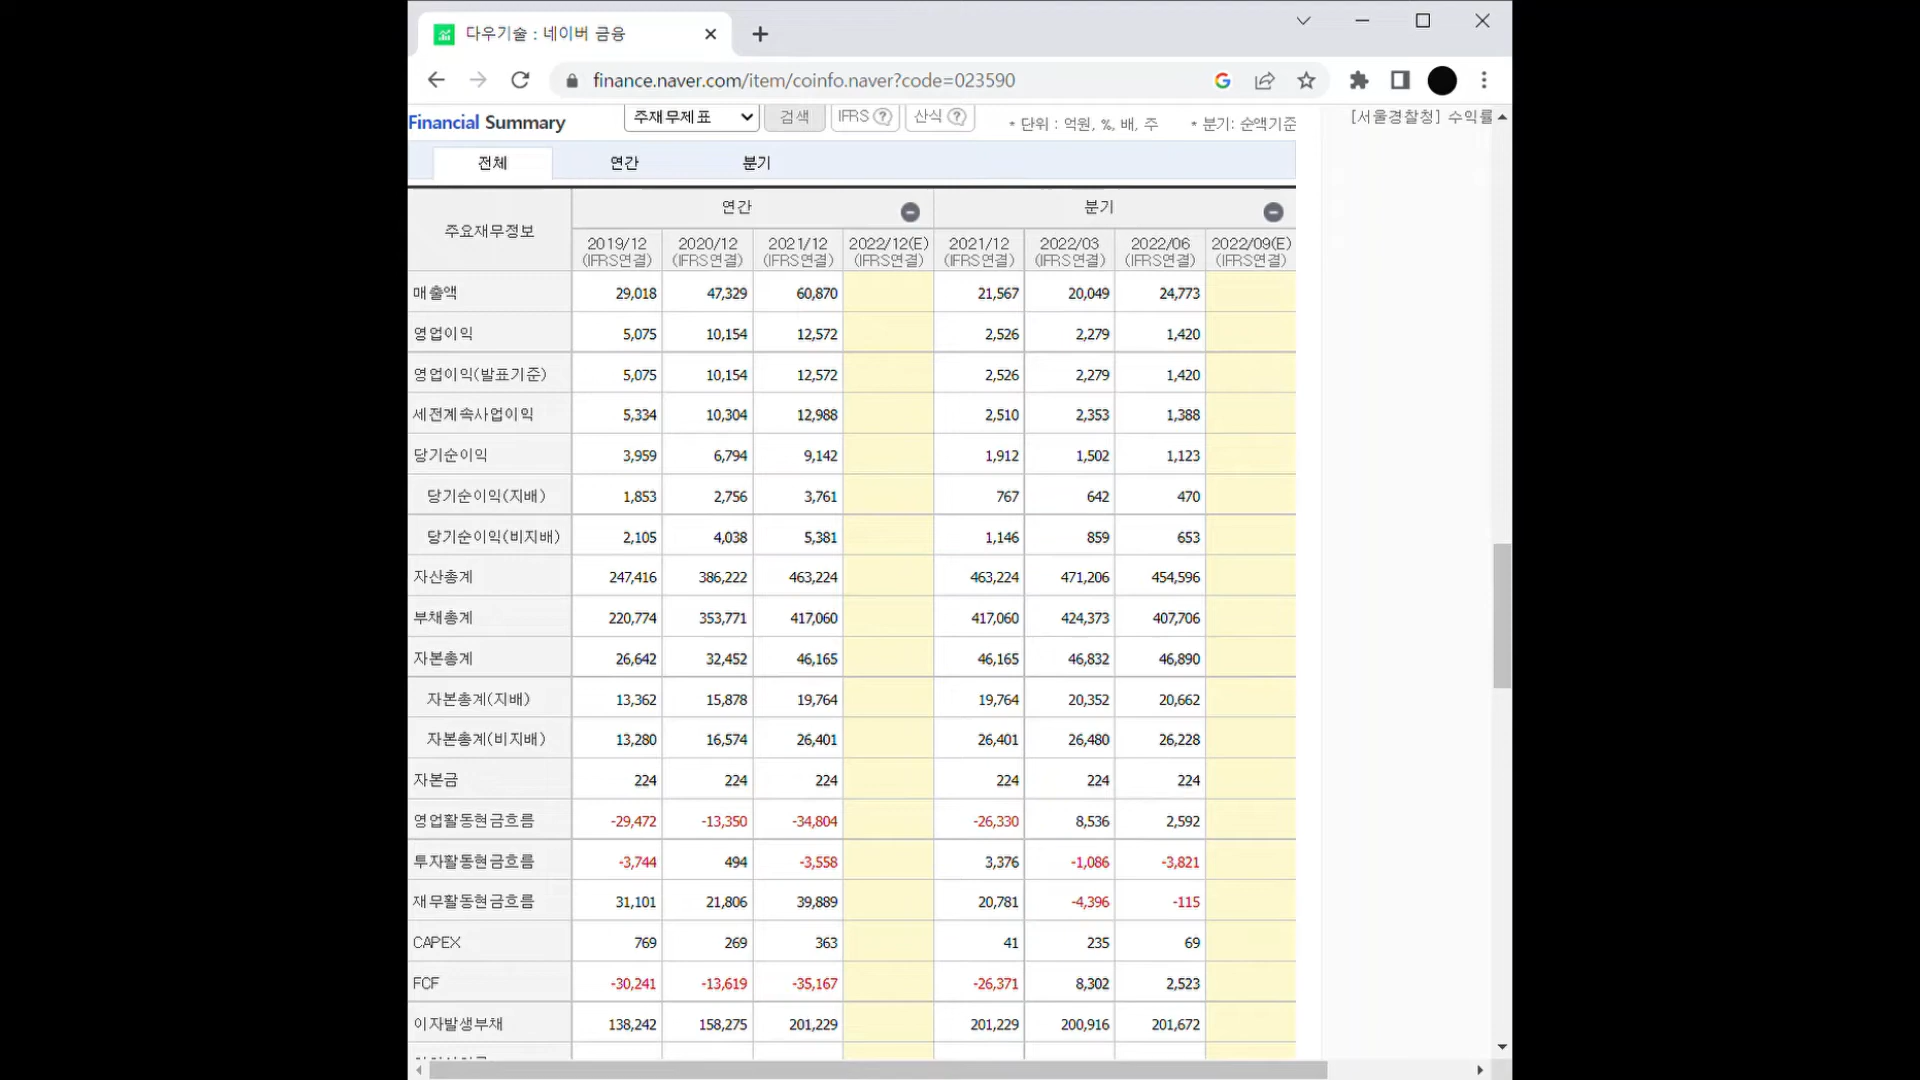 다우기술 : 네이버 금융
finance.naver.com/item/coinfo.naver?code=023590
Financial Summary 주재무제표 검색 IFRS ? 산식 ? * 단위 : 억원, %, 배, 주 * 분기: 순액기준 [서울경찰청] 수익률
전체 연간 분기
주요재무정보 연간 분기
2019/12 2020/12 2021/12 2022/12(E) 2021/12 2022/03 2022/06 2022/09(E)
(IFRS연결) (IFRS연결) (IFRS연결) (IFRS연결) (IFRS연결) (IFRS연결) (IFRS연결) (IFRS연결)
매출액 29,018 47,329 60,870 21,567 20,049 24,773
영업이익 5,075 10,154 12,572 2,526 2,279 1,420
영업이익(발표기준) 5,075 10,154 12,572 2,526 2,279 1,420
세전계속사업이익 5,334 10,304 12,988 2,510 2,353 1,388
당기순이익 3,959 6,794 9,142 1,912 1,502 1,123
당기순이익(지배) 1,853 2,756 3,761 767 642 470
당기순이익(비지배) 2,105 4,038 5,381 1,146 859 653
자산총계 247,416 386,222 463,224 463,224 471,206 454,596
부채총계 220,774 353,771 417,060 417,060 424,373 407,706
자본총계 26,642 32,452 46,165 46,165 46,832 46,890
자본총계(지배) 13,362 15,878 19,764 19,764 20,352 20,662
자본총계(비지배) 13,280 16,574 26,401 26,401 26,480 26,228
자본금 224 224 224 224 224 224
영업활동현금흐름 -29,472 -13,350 -34,804 -26,330 8,536 2,592
투자활동현금흐름 -3,744 494 -3,558 3,376 -1,086 -3,821
재무활동현금흐름 31,101 21,806 39,889 20,781 -4,396 -115
CAPEX 769 269 363 41 235 69
FCF -30,241 -13,619 -35,167 -26,371 8,302 2,523
이자발생부채 138,242 158,275 201,229 201,229 200,916 201,672